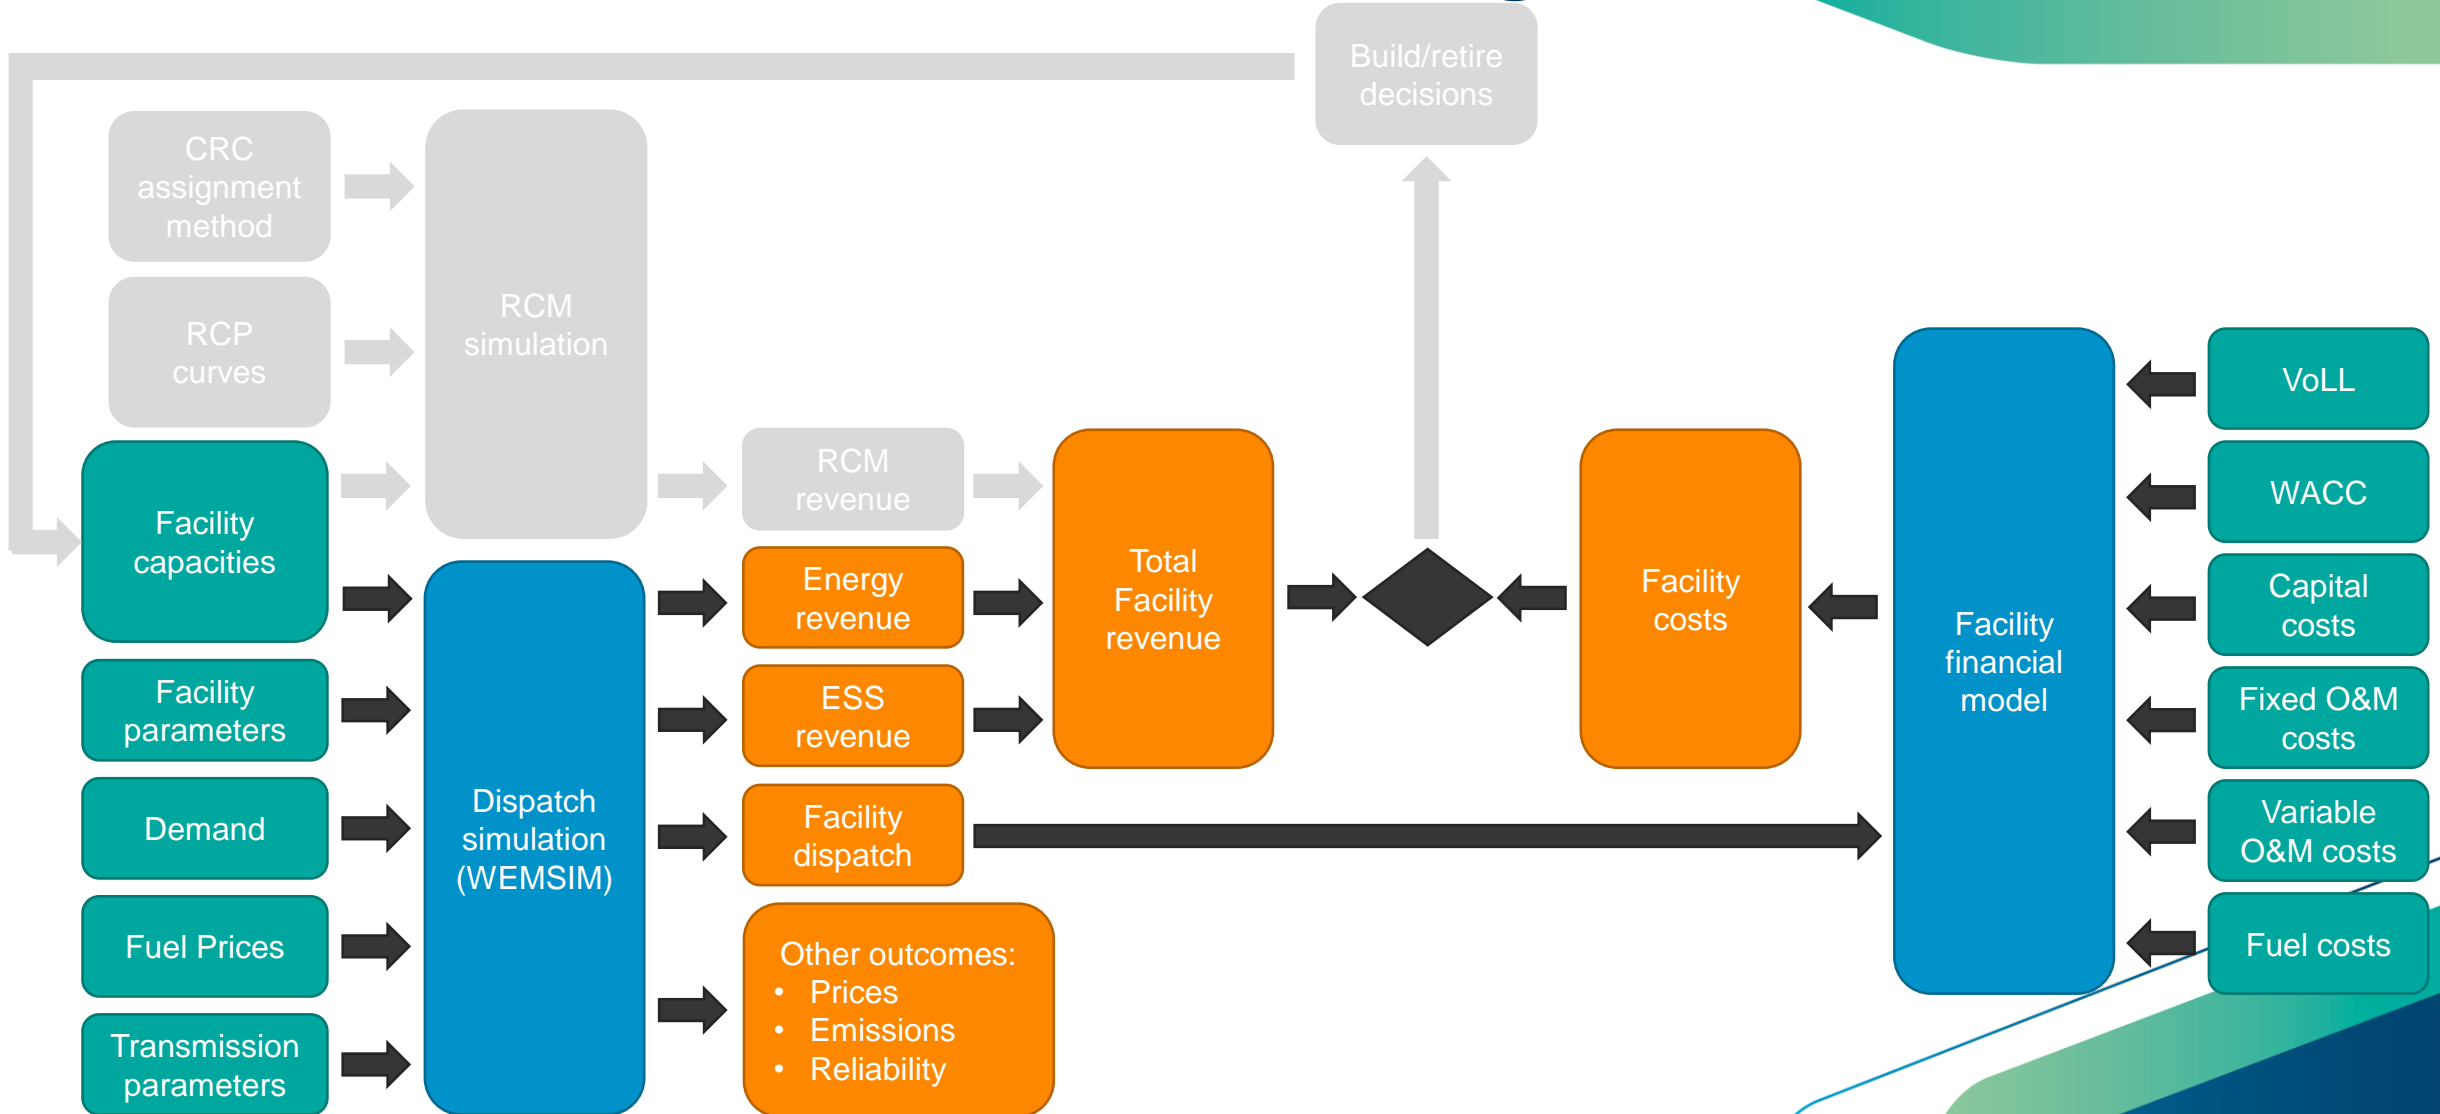 Build/retire
decisions
CRC
assignment
method
RCP
curves
RCM
simulation
Facility
capacities
Facility
parameters
Demand
Fuel Prices
Transmission
parameters
Dispatch
simulation
(WEMSIM)
RCM
revenue
Energy
revenue
ESS
revenue
Facility
dispatch
Other outcomes:
• Prices
• Emissions
• Reliability
Total
Facility
revenue
Facility
costs
Facility
financial
model
VoLL
WACC
Capital
costs
Fixed O&M
costs
Variable
O&M costs
Fuel costs